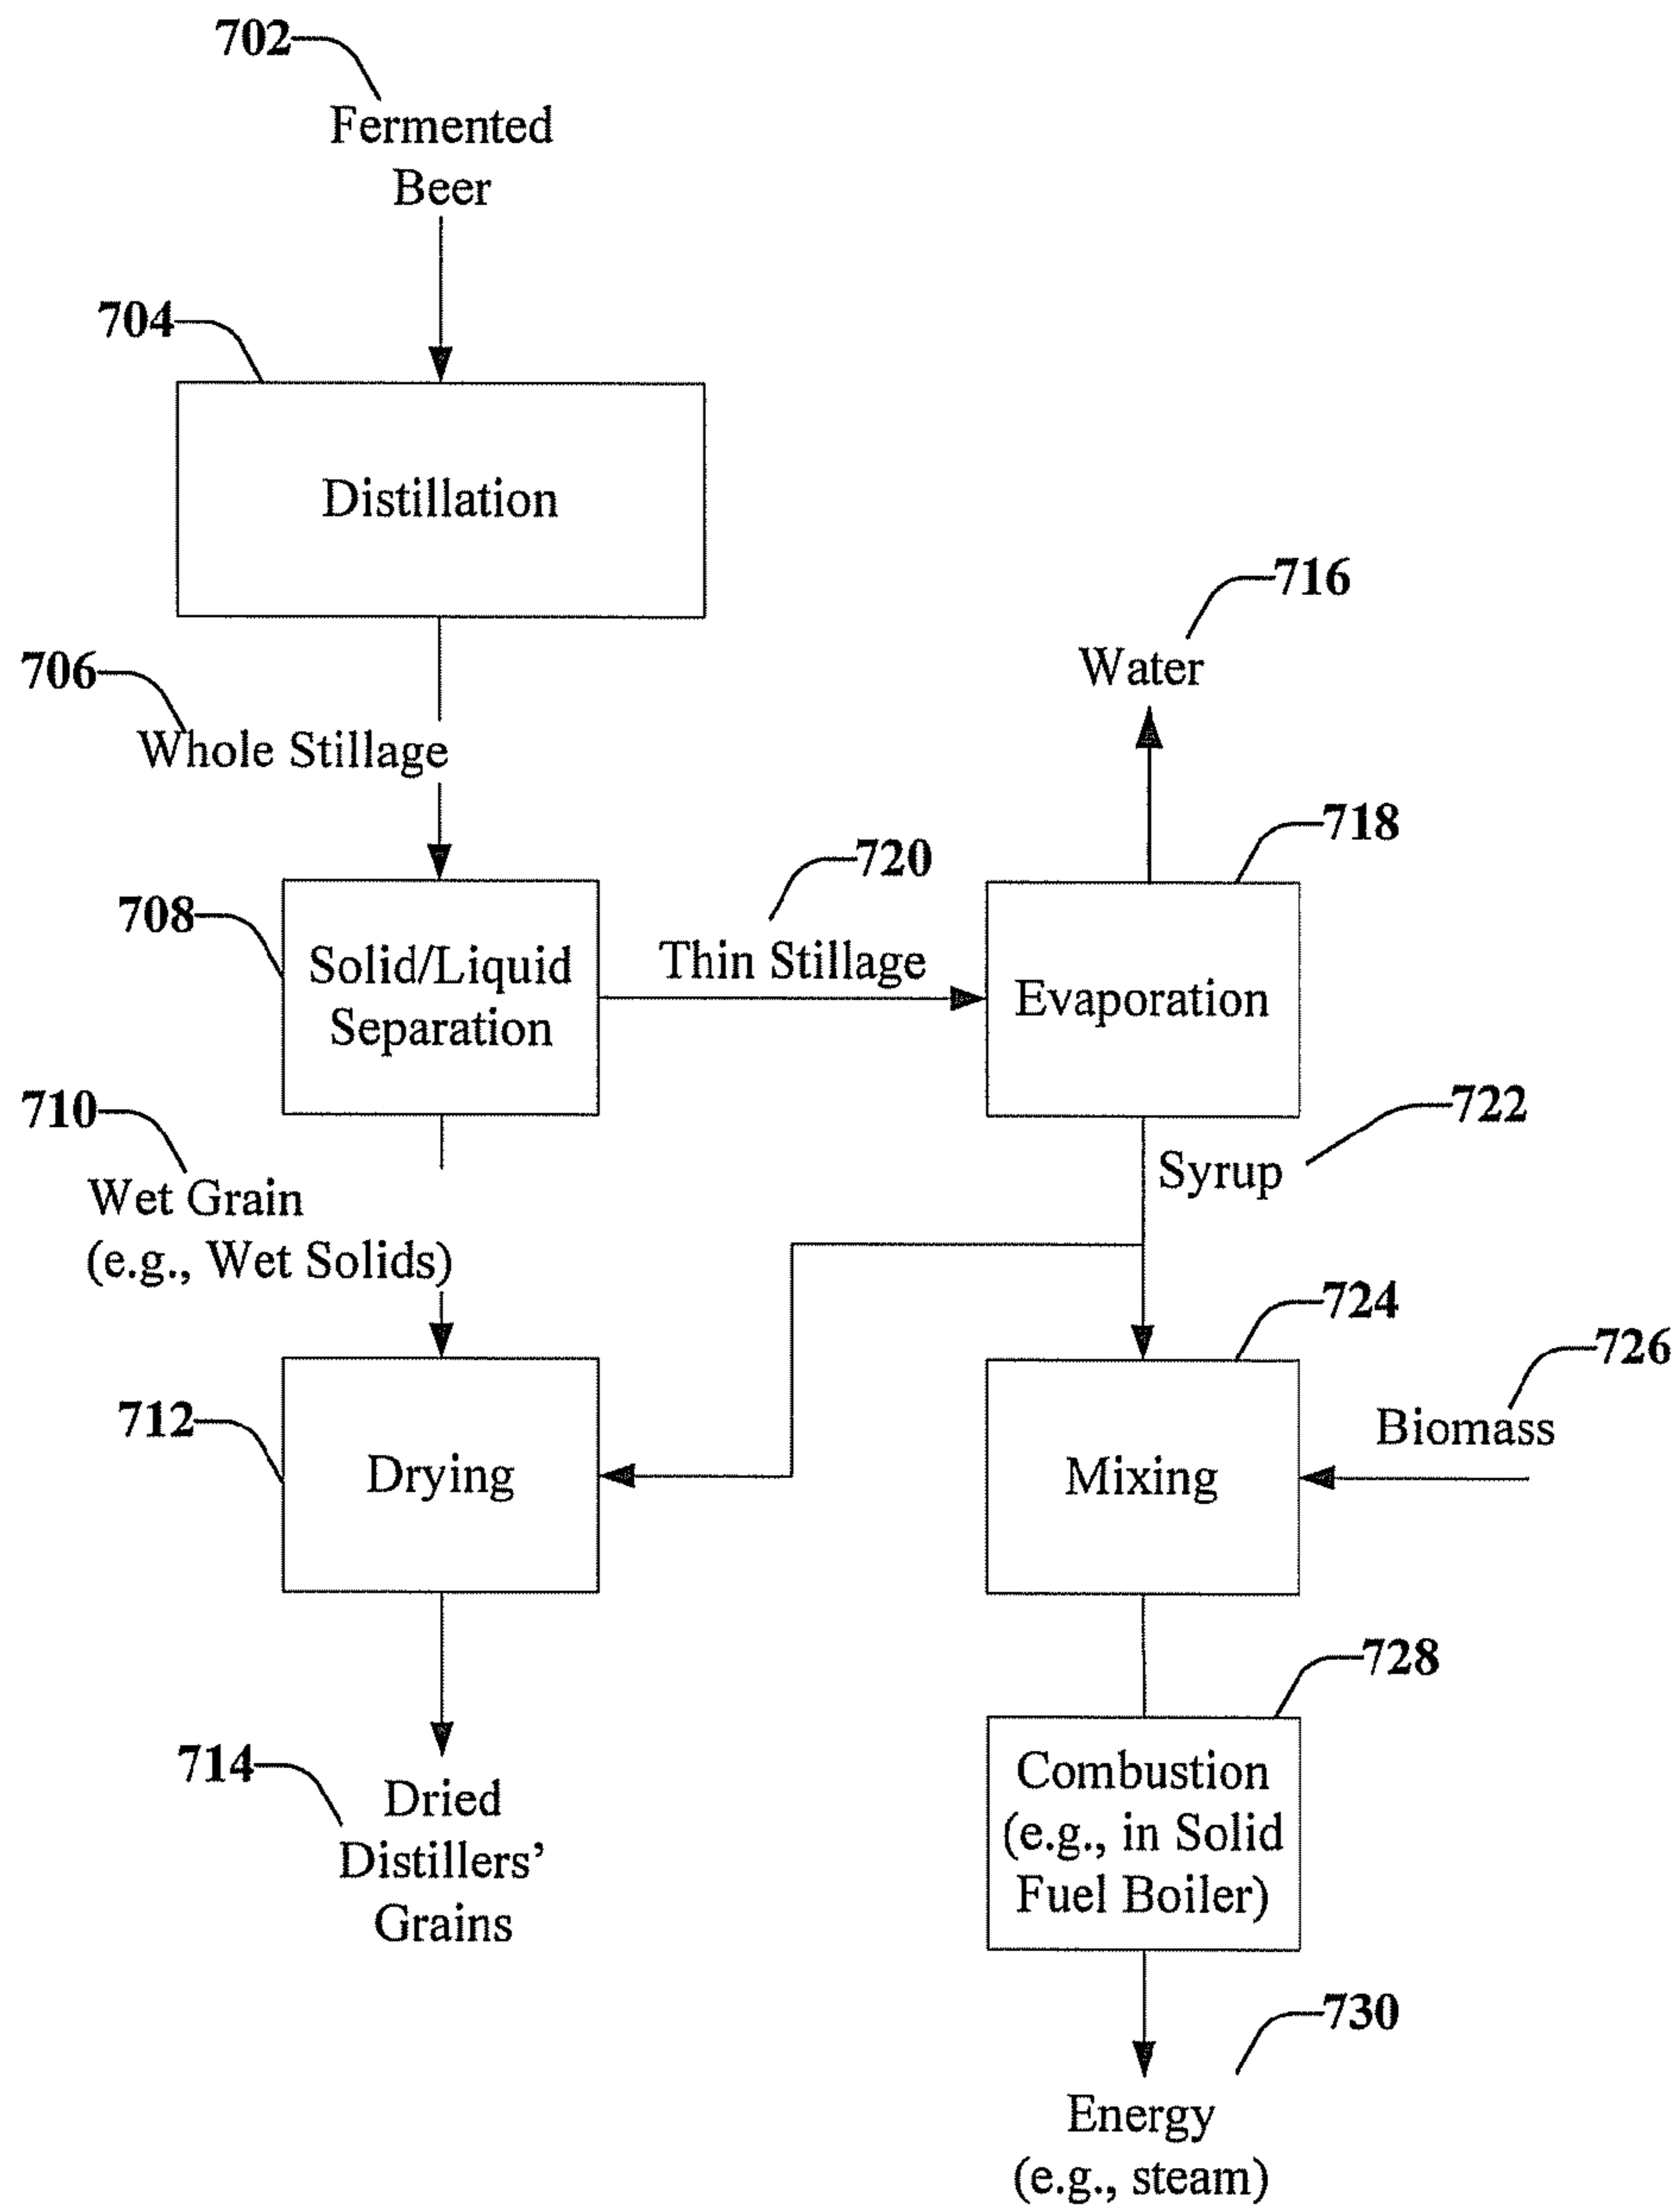 702
Fermented
Beer
704
Distillation
716
Water
706
Whole Stillage
718
720
708
Solid/Liquid
Separation
Thin Stillage
Evaporation
710
722
Wet Grain
(e.g., Wet Solids)
Syrup
724
726
712
Drying
Mixing
Biomass
728
714
Dried
Distillers’
Grains
Combustion
(e.g., in Solid
Fuel Boiler)
730
Energy
(e.g., steam)